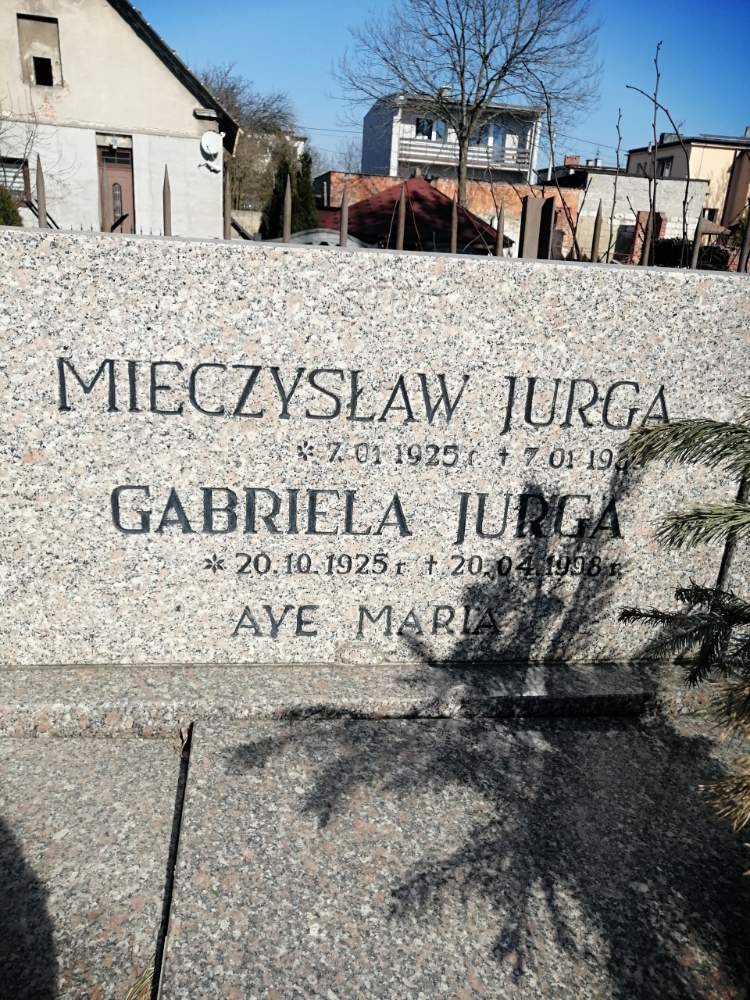 MIECZYSŁAW JURGA
* 7.01 1925 r † 7 01
GABRIELA JURGA
* 20.10.1925 r † 20.04.1998 r.
AVE MARIA